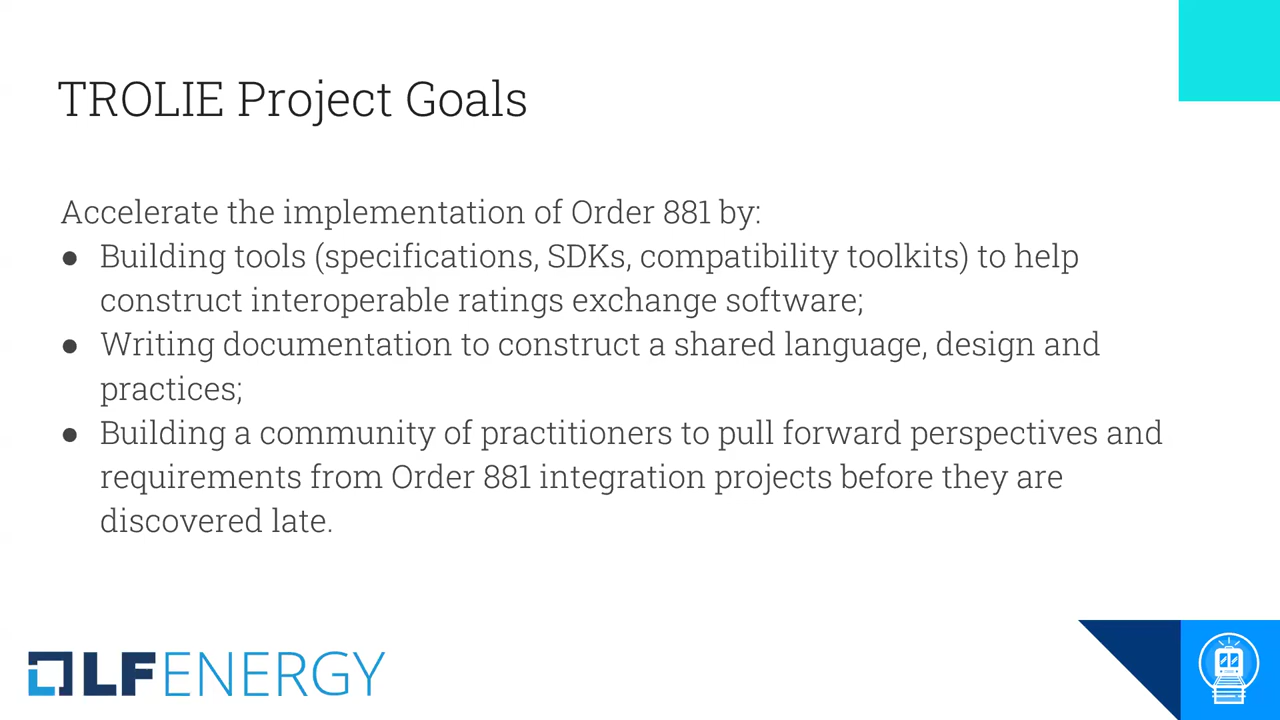 TROLIE Project Goals
Accelerate the implementation of Order 881 by:
● Building tools (specifications, SDKs, compatibility toolkits) to help
construct interoperable ratings exchange software;
● Writing documentation to construct a shared language, design and
practices;
● Building a community of practitioners to pull forward perspectives and
requirements from Order 881 integration projects before they are
discovered late.
LFENERGY